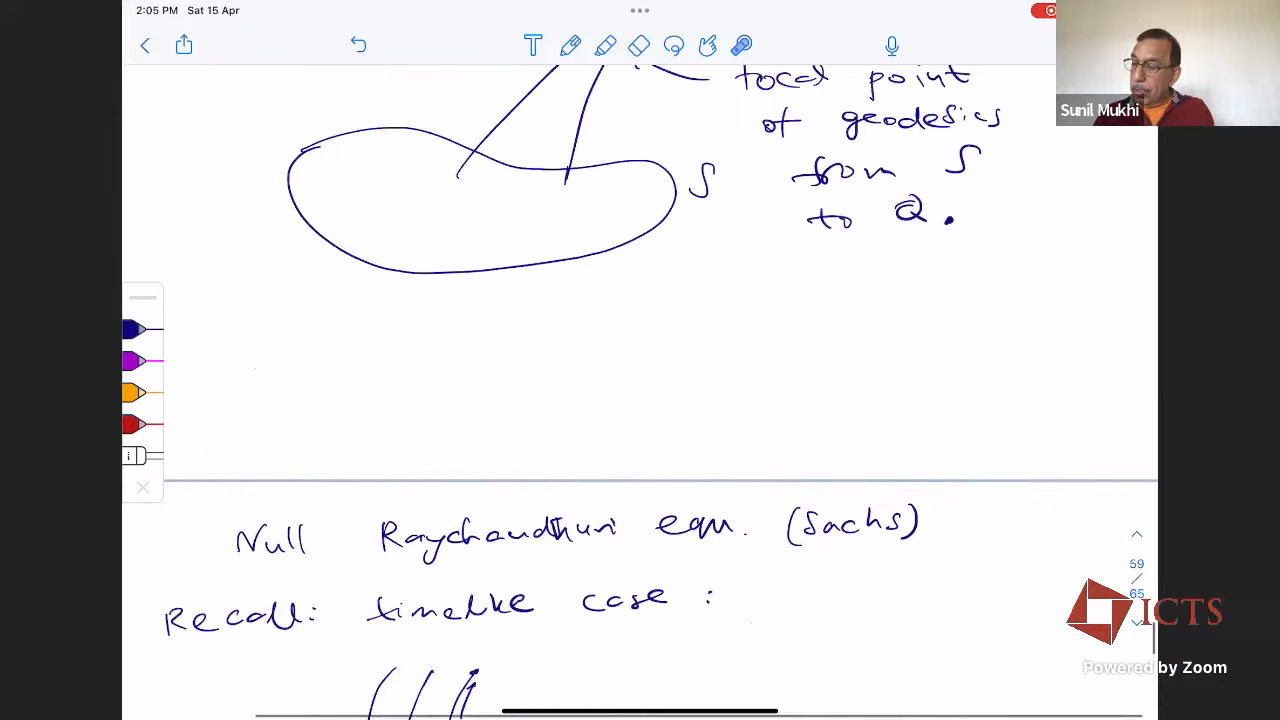 2:05 PM Sat 15 Apr
focal point
of geodesics
from S
to Q.
S
Sunil Mukhi
T
Null Raychaudhuri equn. (Sachs)
Recall: timelike case :
59
/
65
i
ICTS
Powered by Zoom